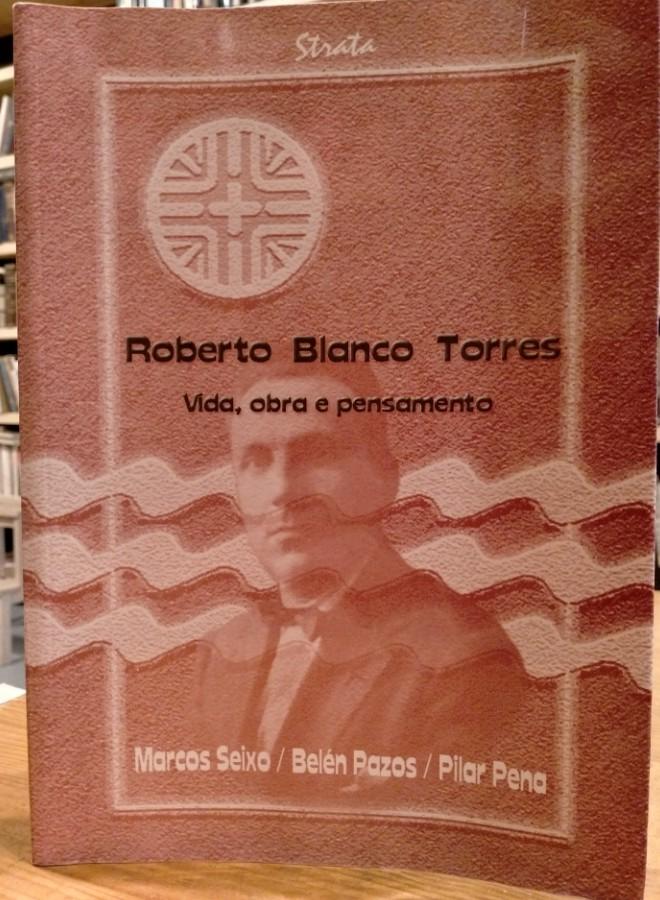 Strata
Roberto Blanco Torres
Vida, obra e pensamento
Marcos Seixo / Belén Pazos / Pilar Pena